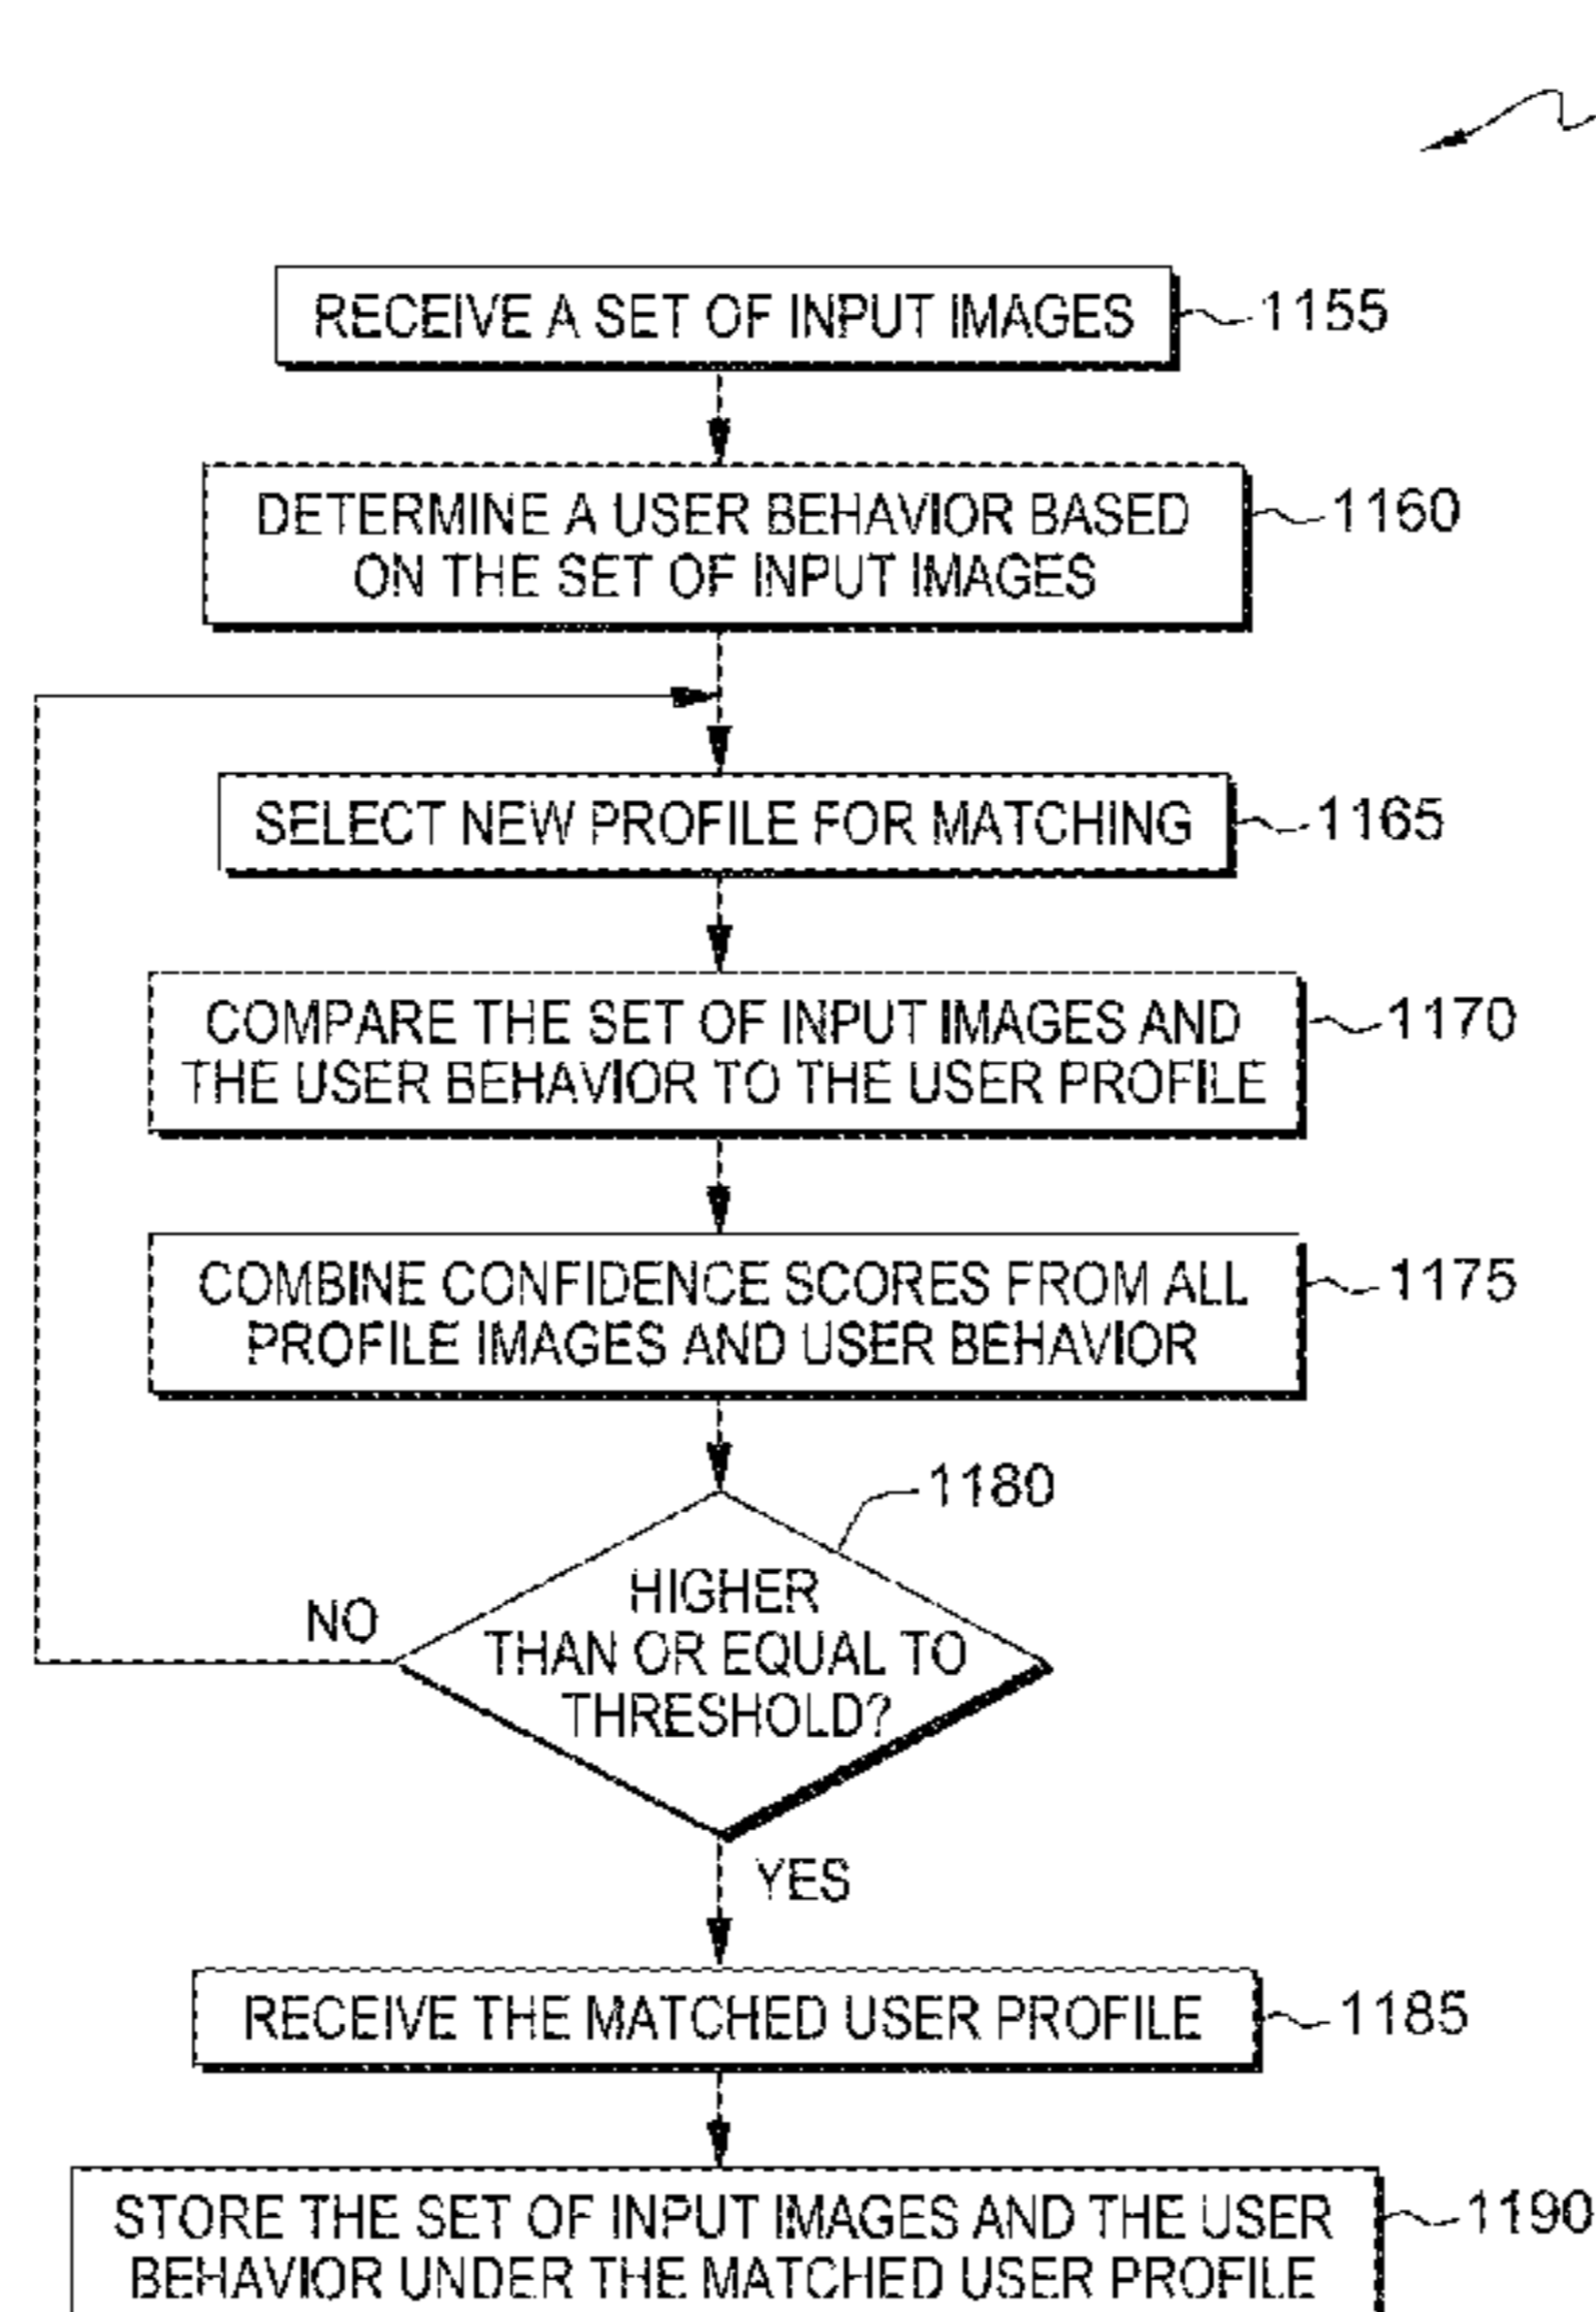 RECEIVE A SET OF INPUT IMAGES
1155
DETERMINE A USER BEHAVIOR BASED
ON THE SET OF INPUT IMAGES
1160
SELECT NEW PROFILE FOR MATCHING
1165
COMPARE THE SET OF INPUT IMAGES AND
THE USER BEHAVIOR TO THE USER PROFILE
1170
COMBINE CONFIDENCE SCORES FROM ALL
PROFILE IMAGES AND USER BEHAVIOR
1175
1180
HIGHER
THAN OR EQUAL TO
THRESHOLD?
NO
YES
RECEIVE THE MATCHED USER PROFILE
1185
STORE THE SET OF INPUT IMAGES AND THE USER
BEHAVIOR UNDER THE MATCHED USER PROFILE
1190